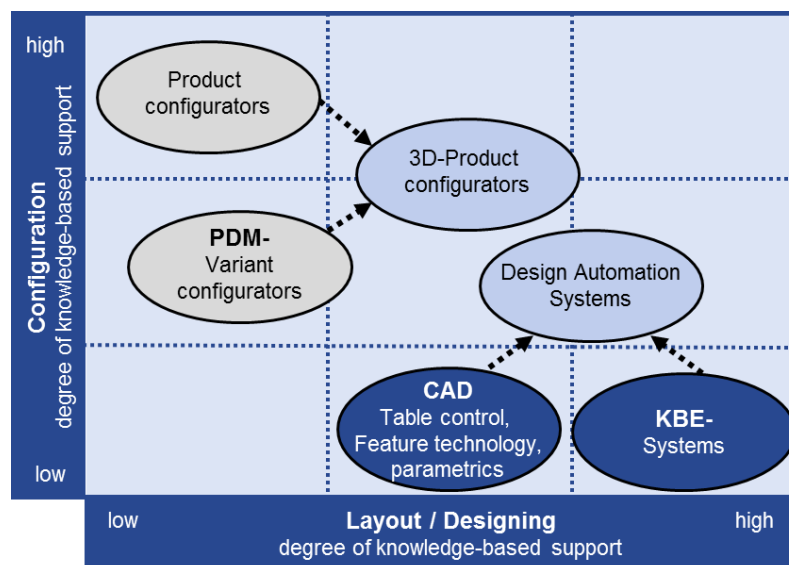 high
Product
configurators
3D-Product
configurators
PDM-
Variant
configurators
Design Automation
Systems
CAD
Table control,
Feature technology,
parametrics
KBE-
Systems
Configuration
degree of knowledge-based support
low
low
Layout / Designing
high
degree of knowledge-based support